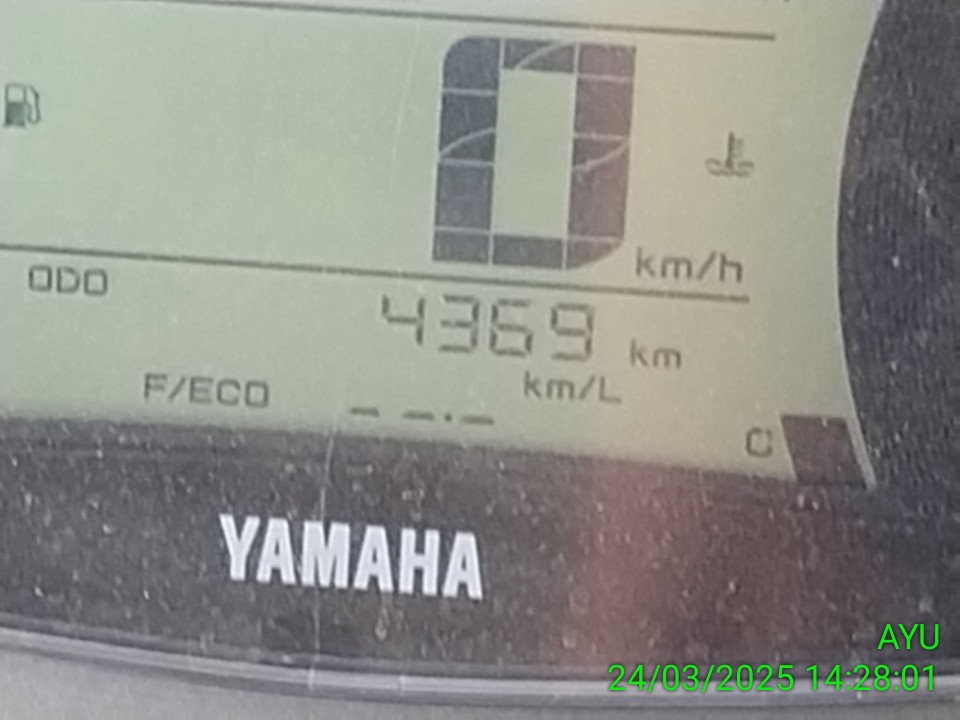 0
km/h
ODO
4369 km
F/ECO
--.- km/L
C
YAMAHA
AYU
24/03/2025 14:28:01